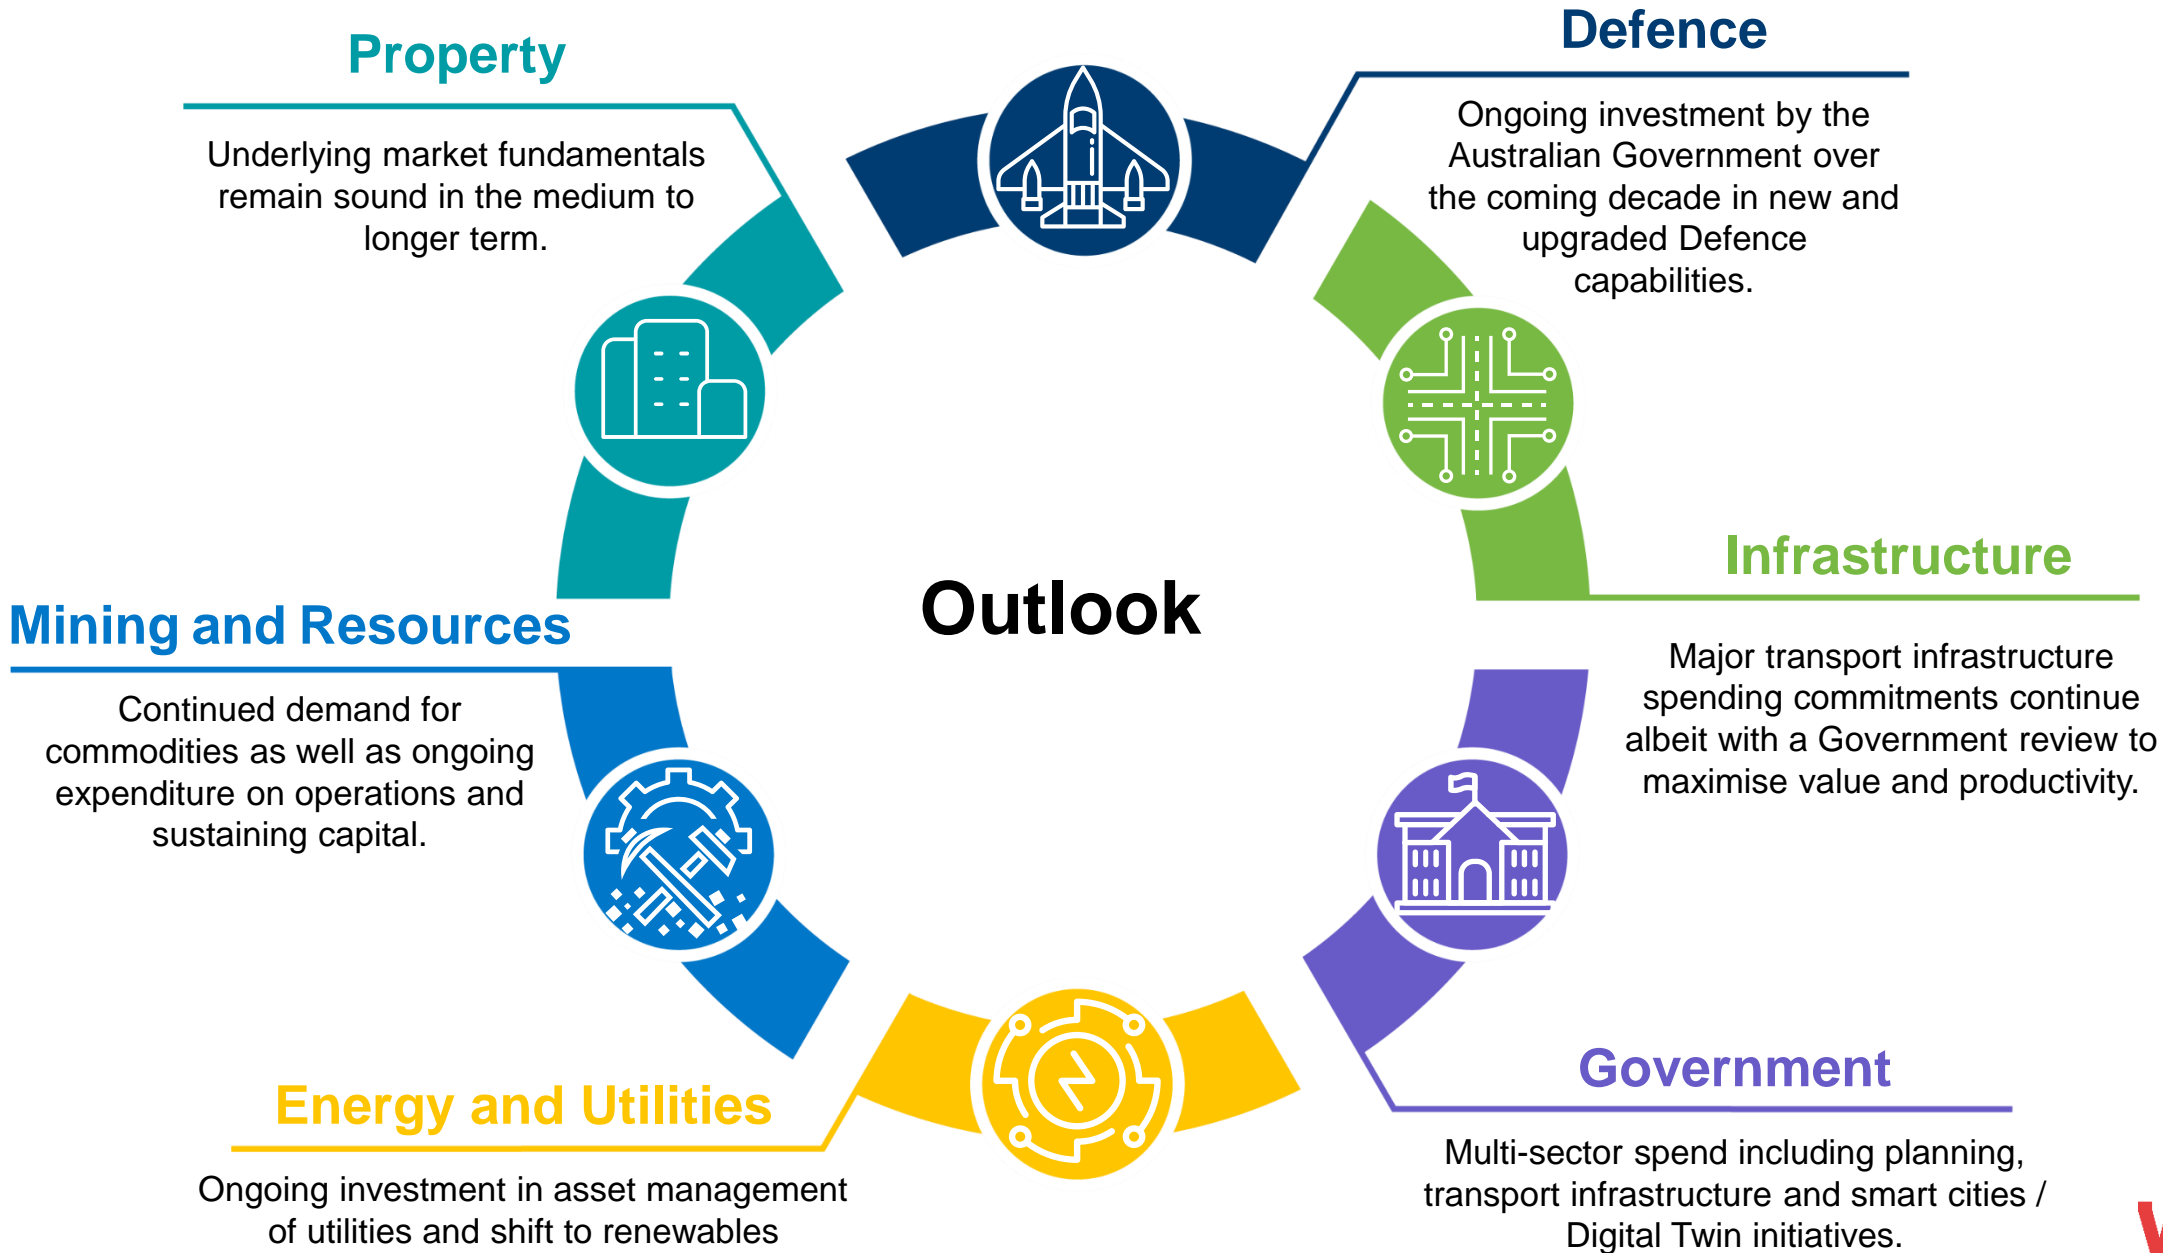 Property
Underlying market fundamentals
remain sound in the medium to
longer term.
Defence
Ongoing investment by the
Australian Government over
the coming decade in new and
upgraded Defence
capabilities.
Outlook
Infrastructure
Major transport infrastructure
spending commitments continue
albeit with a Government review to
maximise value and productivity.
Mining and Resources
Continued demand for
commodities as well as ongoing
expenditure on operations and
sustaining capital.
Energy and Utilities
Ongoing investment in asset management
of utilities and shift to renewables
Government
Multi-sector spend including planning,
transport infrastructure and smart cities /
Digital Twin initiatives.